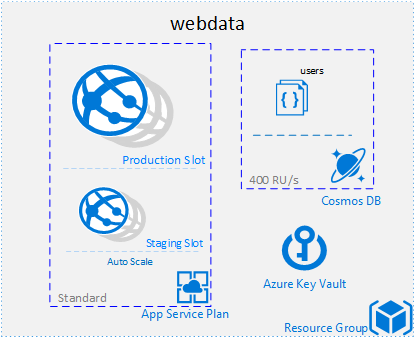 webdata
Production Slot
Staging Slot
Auto Scale
Standard
App Service Plan
users
{ }
400 RU/s
Cosmos DB
Azure Key Vault
Resource Group